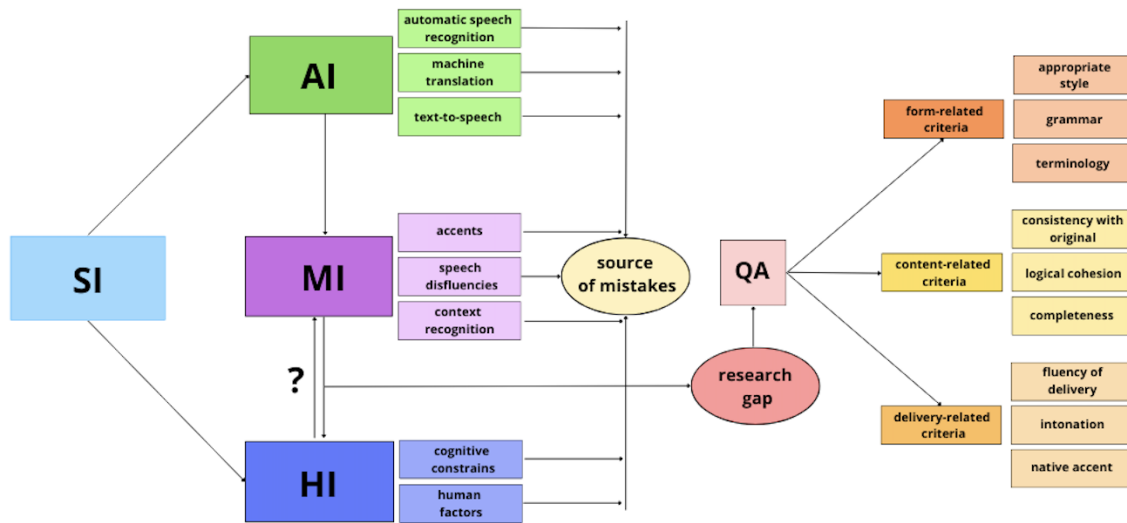 SI
AI
automatic speech
recognition
machine
translation
text-to-speech
MI
accents
speech
disfluencies
context
recognition
?
HI
cognitive
constrains
human
factors
source
of mistakes
research
gap
QA
form-related
criteria
appropriate
style
grammar
terminology
content-related
criteria
consistency with
original
logical cohesion
completeness
delivery-related
criteria
fluency of
delivery
intonation
native accent